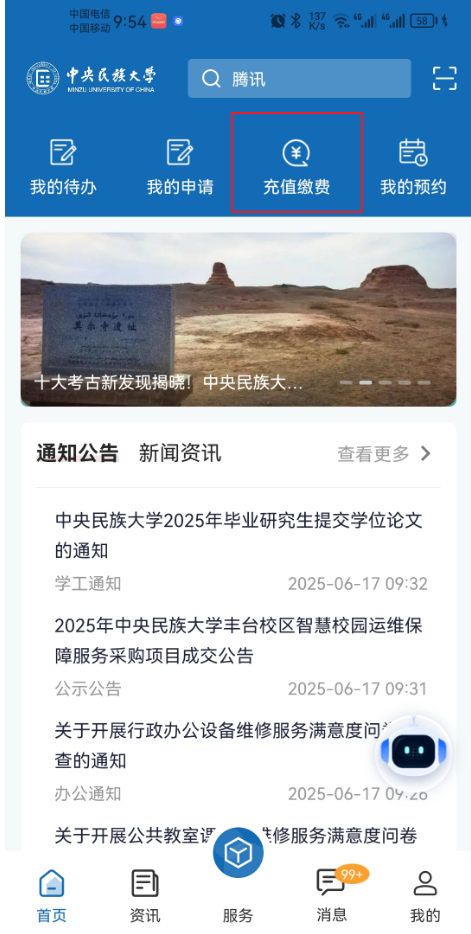 中国电信
中国移动
9:54
137
K/s
4G
4G
58
中央民族大学
MINZU UNIVERSITY OF CHINA
腾讯
我的待办
我的申请
充值缴费
我的预约
莫尔寺遗址
十大考古新发现揭晓！中央民族大...
通知公告 新闻资讯 查看更多
中央民族大学2025年毕业研究生提交学位论文
的通知
学工通知 2025-06-17 09:32
2025年中央民族大学丰台校区智慧校园运维保
障服务采购项目成交公告
公示公告 2025-06-17 09:31
关于开展行政办公设备维修服务满意度问
查的通知
办公通知 2025-06-17 09:26
关于开展公共教室 维修服务满意度问卷
99+
首页
资讯
服务
消息
我的